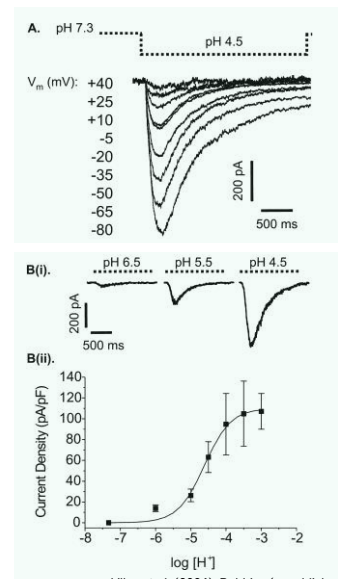 A.
pH 7.3
pH 4.5
Vm (mV):
+40
+25
+10
-5
-20
-35
-50
-65
-80
200 pA
500 ms
B(i).
pH 6.5
pH 5.5
pH 4.5
200 pA
500 ms
B(ii).
Current Density (pA/pF)
140
120
100
80
60
40
20
0
-8 -7 -6 -5 -4 -3 -2
log [H+]